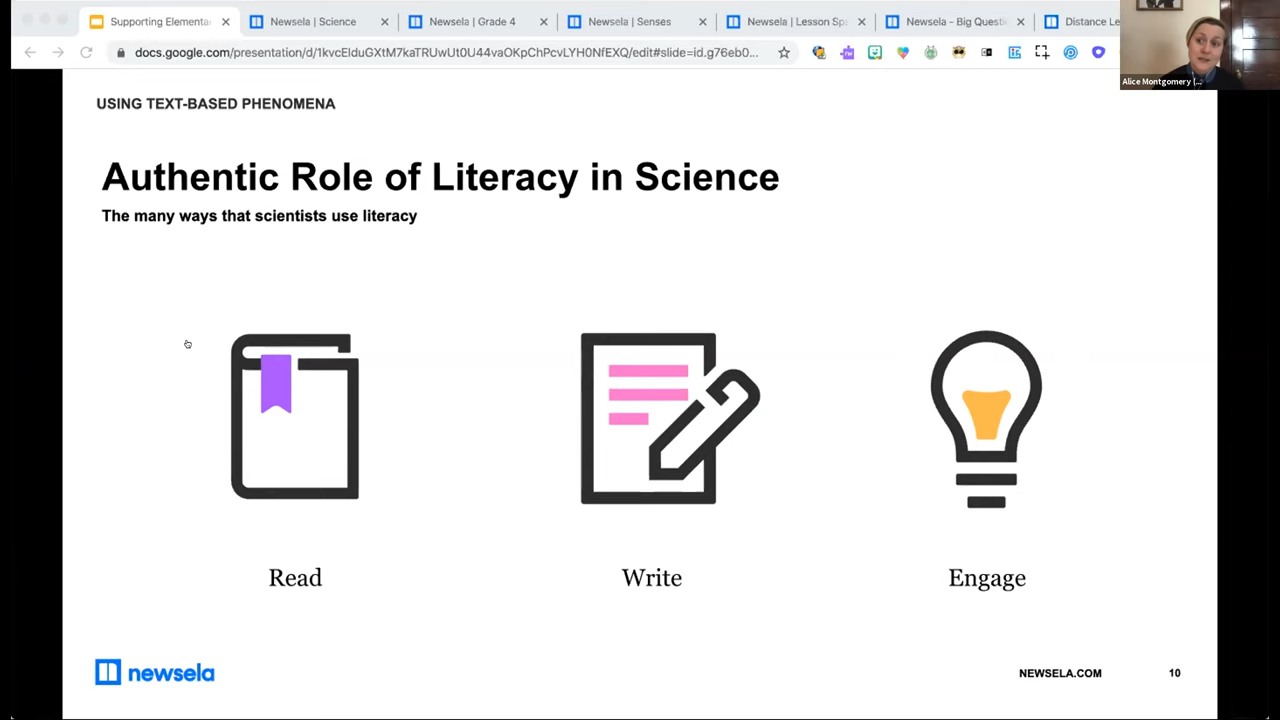 Supporting Elementa
Newsela | Science
Newsela | Grade 4
Newsela | Senses
Newsela | Lesson Spa
Newsela - Big Questi
Distance Le
docs.google.com/presentation/d/1kvcEIduGXtM7kaTRUwUt0U44vaOKpChPcvLYH0NfEXQ/edit#slide=id.g76eb0...
Alice Montgomery (...
USING TEXT-BASED PHENOMENA
Authentic Role of Literacy in Science
The many ways that scientists use literacy
Read
Write
Engage
newsela
NEWSELA.COM
10